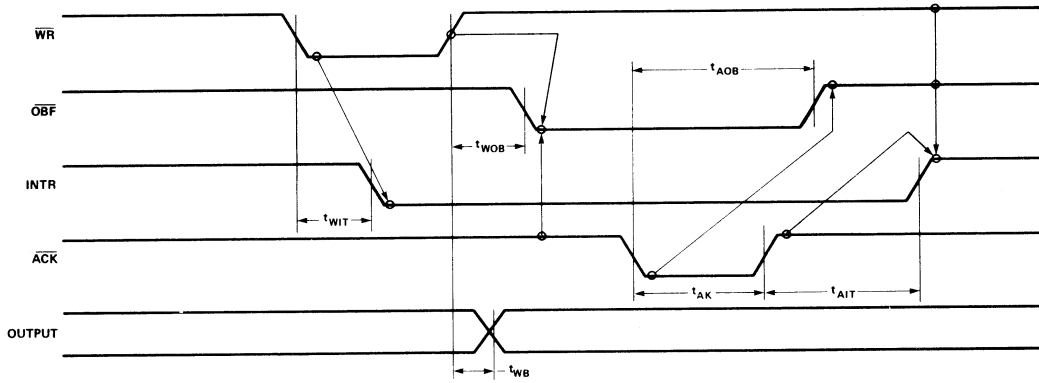 WR
tAOB
OBF
tWOB
INTR
tWIT
ACK
tAK
tAIT
OUTPUT
tWB